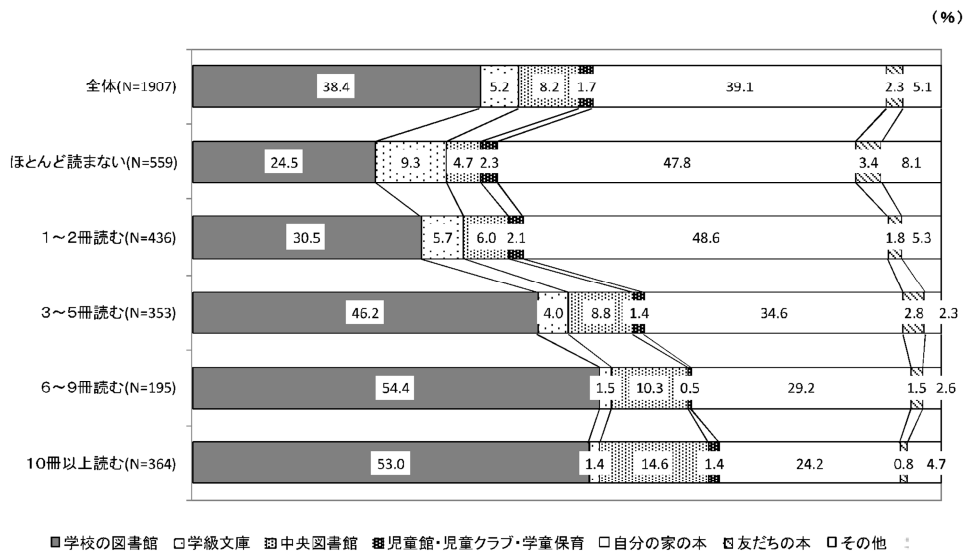 （％）
全体(N=1907) 38.4 5.2 8.2 1.7 39.1 2.3 5.1
ほとんど読まない(N=559) 24.5 9.3 4.7 2.3 47.8 3.4 8.1
１～２冊読む(N=436) 30.5 5.7 6.0 2.1 48.6 1.8 5.3
３～５冊読む(N=353) 46.2 4.0 8.8 1.4 34.6 2.8 2.3
６～９冊読む(N=195) 54.4 1.5 10.3 0.5 29.2 1.5 2.6
10冊以上読む(N=364) 53.0 1.4 14.6 1.4 24.2 0.8 4.7
学校の図書館 学級文庫 中央図書館 児童館・児童クラブ・学童保育 自分の家の本 友だちの本 その他